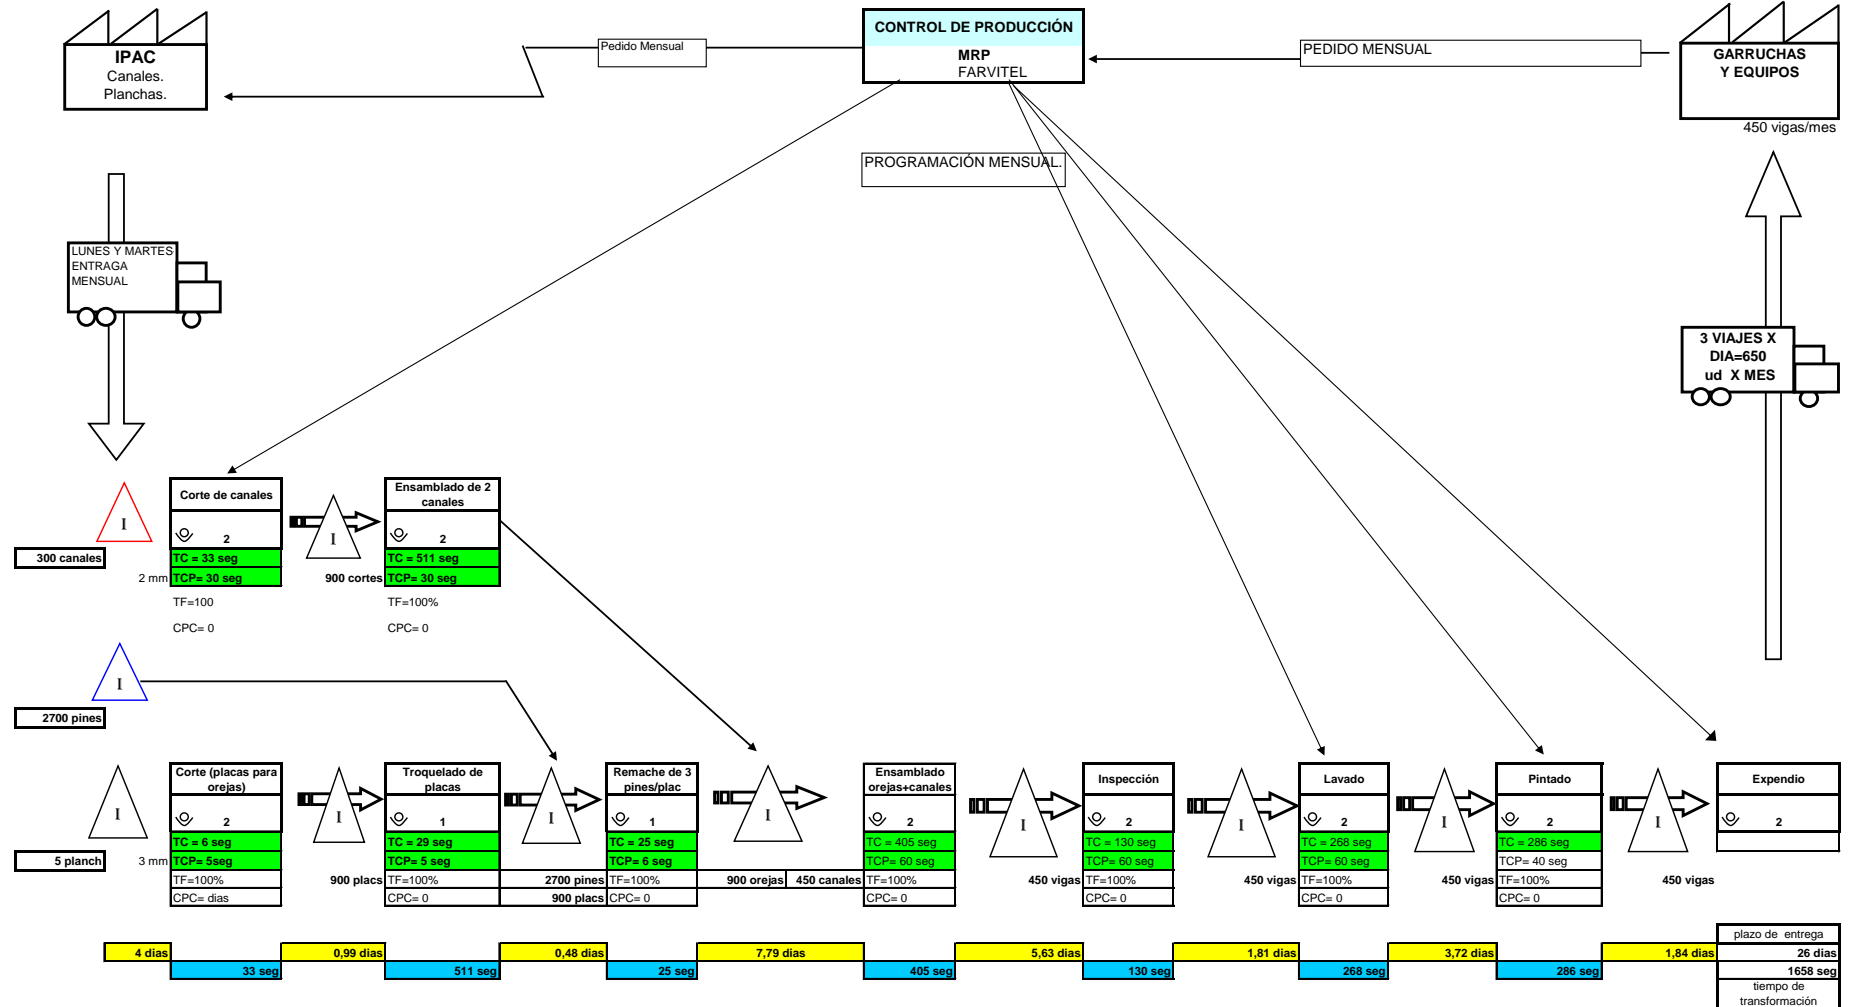 IPAC
Canales.
Planchas.
Pedido Mensual
CONTROL DE PRODUCCIÓN
MRP
FARVITEL
PEDIDO MENSUAL
GARRUCHAS
Y EQUIPOS
450 vigas/mes
PROGRAMACIÓN MENSUAL.
LUNES Y MARTES
ENTRAGA
MENSUAL
3 VIAJES X
DIA=650
ud X MES
I
300 canales
2 mm
Corte de canales
2
TC = 33 seg
TCP= 30 seg
TF=100
CPC= 0
I
900 cortes
Ensamblado de 2
canales
2
TC = 511 seg
TCP= 30 seg
TF=100%
CPC= 0
I
2700 pines
I
5 planch
3 mm
Corte (placas para
orejas)
2
TC = 6 seg
TCP= 5seg
TF=100%
CPC= dias
I
900 placs
Troquelado de
placas
1
TC = 29 seg
TCP= 5 seg
TF=100%
CPC= 0
I
2700 pines
900 placs
Remache de 3
pines/plac
1
TC = 25 seg
TCP= 6 seg
TF=100%
CPC= 0
I
900 orejas
450 canales
Ensamblado
orejas+canales
2
TC = 405 seg
TCP= 60 seg
TF=100%
CPC= 0
I
450 vigas
Inspección
2
TC = 130 seg
TCP= 60 seg
TF=100%
CPC= 0
I
450 vigas
Lavado
2
TC = 268 seg
TCP= 60 seg
TF=100%
CPC= 0
I
450 vigas
Pintado
2
TC = 286 seg
TCP= 40 seg
TF=100%
CPC= 0
I
450 vigas
Expendio
2
4 dias
0,99 dias
0,48 dias
7,79 dias
5,63 dias
1,81 dias
3,72 dias
1,84 dias
33 seg
511 seg
25 seg
405 seg
130 seg
268 seg
286 seg
plazo de entrega
26 dias
1658 seg
tiempo de
transformación